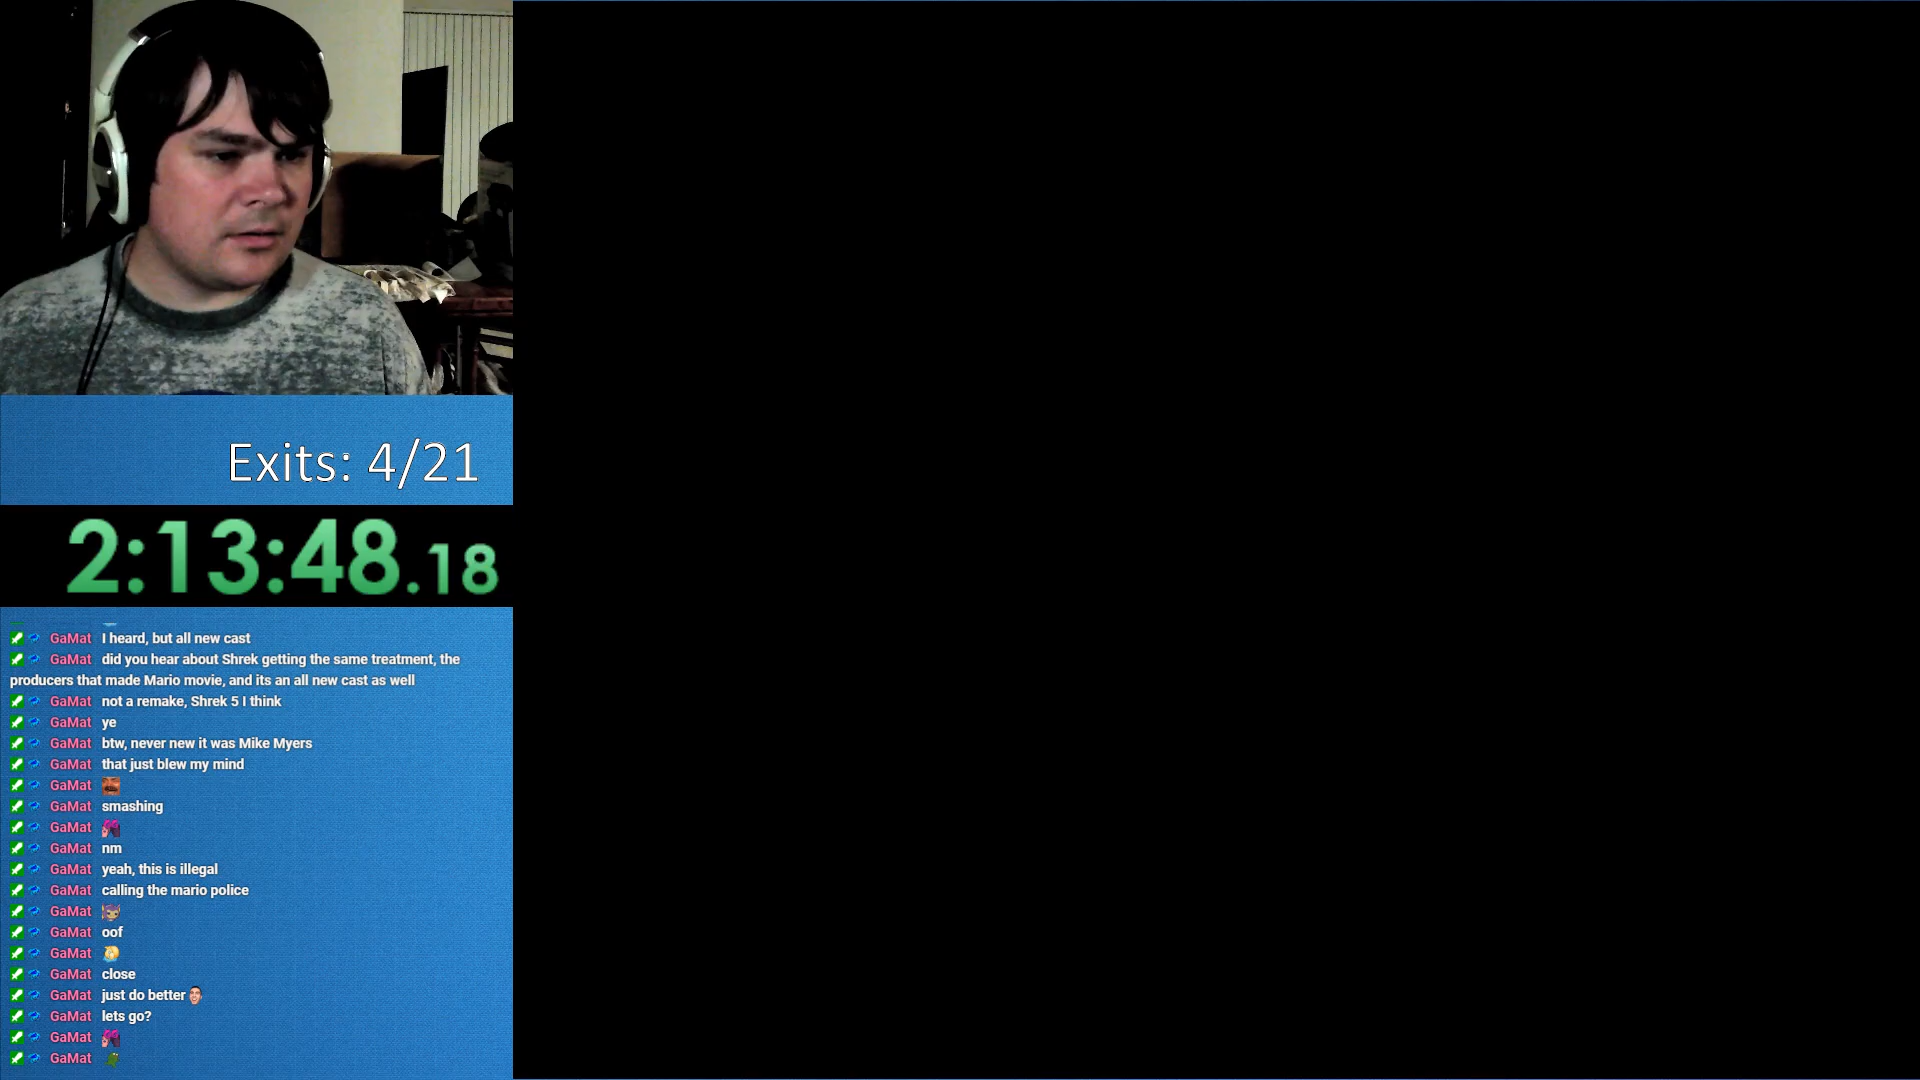 Exits: 4/21
2:13:48.18
GaMat I heard, but all new cast
GaMat did you hear about Shrek getting the same treatment, the
producers that made Mario movie, and its an all new cast as well
GaMat not a remake, Shrek 5 I think
GaMat ye
GaMat btw, never new it was Mike Myers
GaMat that just blew my mind
GaMat
GaMat smashing
GaMat
GaMat nm
GaMat yeah, this is illegal
GaMat calling the mario police
GaMat
GaMat oof
GaMat
GaMat close
GaMat just do better
GaMat lets go?
GaMat
GaMat